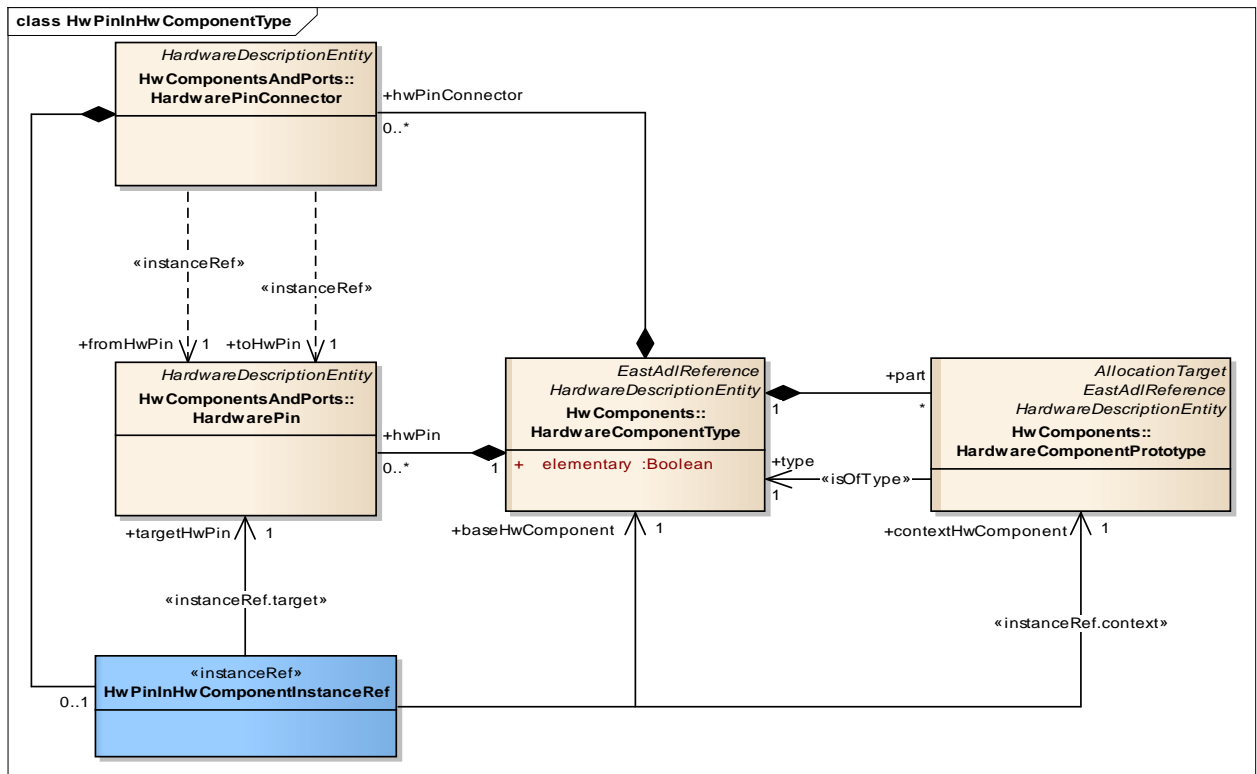 class HwPinInHwComponentType
HardwareDescriptionEntity
HwComponentsAndPorts::
HardwarePinConnector
+hwPinConnector
0..*
«instanceRef»
«instanceRef»
+fromHwPin 1 +toHwPin 1
HardwareDescriptionEntity
HwComponentsAndPorts::
HardwarePin
+hwPin
0..*
1
EastAdlReference
HardwareDescriptionEntity
HwComponents::
HardwareComponentType
+ elementary :Boolean
+part
1
*
+type
1
«isOfType»
AllocationTarget
EastAdlReference
HardwareDescriptionEntity
HwComponents::
HardwareComponentPrototype
+targetHwPin 1
+baseHwComponent 1
+contextHwComponent 1
«instanceRef.target»
«instanceRef.context»
«instanceRef»
HwPinInHwComponentInstanceRef
0..1